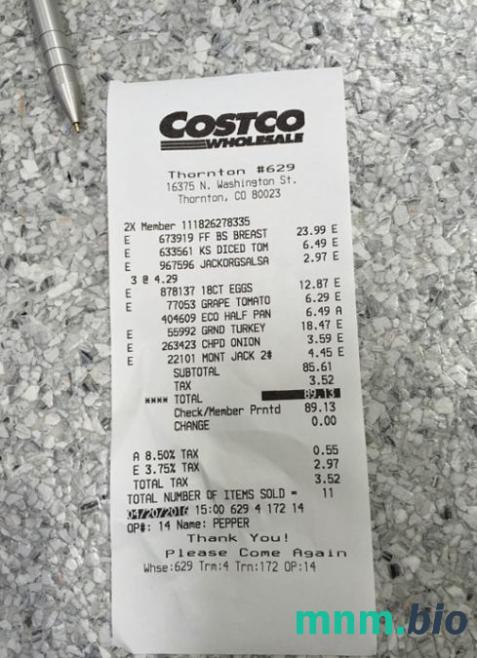 COSTCO
WHOLESALE
Thornton #629
16375 N. Washington St.
Thornton, CO 80023
2X Member 111826278335
E 673919 FF BS BREAST 23.99 E
E 633561 KS DICED TOM 6.49 E
E 967596 JACKORGSALSA 2.97 E
3 @ 4.29
E 878137 18CT EGGS 12.87 E
E 77053 GRAPE TOMATO 6.29 E
404609 ECO HALF PAN 6.49 A
E 55992 GRND TURKEY 18.47 E
E 263423 CHPD ONION 3.59 E
E 22101 MONT JACK 2# 4.45 E
SUBTOTAL 85.61
TAX 3.52
**** TOTAL 89.13
Check/Member Prntd 89.13
CHANGE 0.00
A 8.50% TAX 0.55
E 3.75% TAX 2.97
TOTAL TAX 3.52
TOTAL NUMBER OF ITEMS SOLD = 11
04/20/2016 15:00 629 4 172 14
OP#: 14 Name: PEPPER
Thank You!
Please Come Again
Whse:629 Trm:4 Trn:172 OP:14
mnm.bio